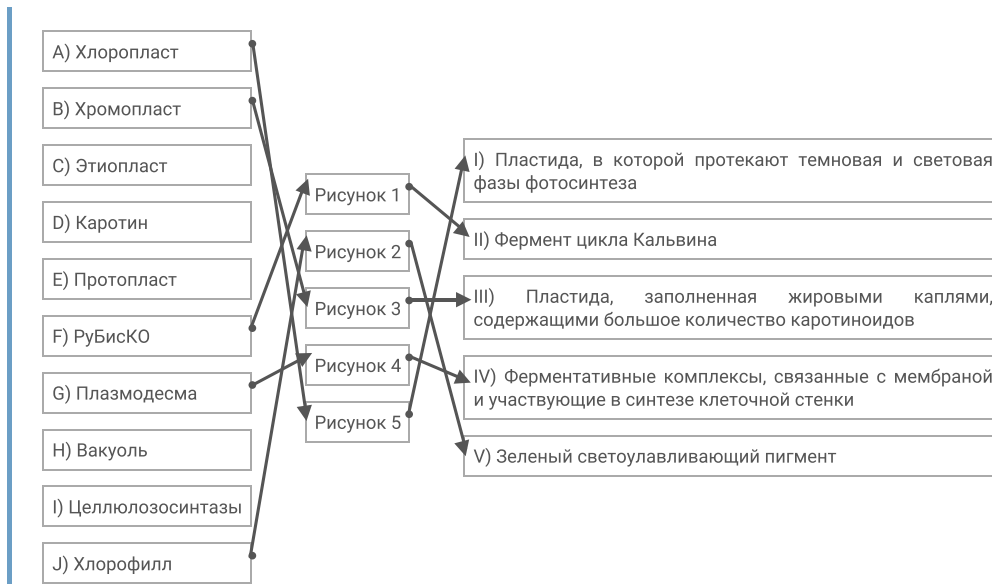 A) Хлоропласт
B) Хромопласт
C) Этиопласт
D) Каротин
E) Протопласт
F) РуБисКО
G) Плазмодесма
H) Вакуоль
I) Целлюлозосинтазы
J) Хлорофилл
Рисунок 1
Рисунок 2
Рисунок 3
Рисунок 4
Рисунок 5
I) Пластида, в которой протекают темновая и световая
фазы фотосинтеза
II) Фермент цикла Кальвина
III) Пластида, заполненная жировыми каплями,
содержащими большое количество каротиноидов
IV) Ферментативные комплексы, связанные с мембраной
и участвующие в синтезе клеточной стенки
V) Зеленый светоулавливающий пигмент